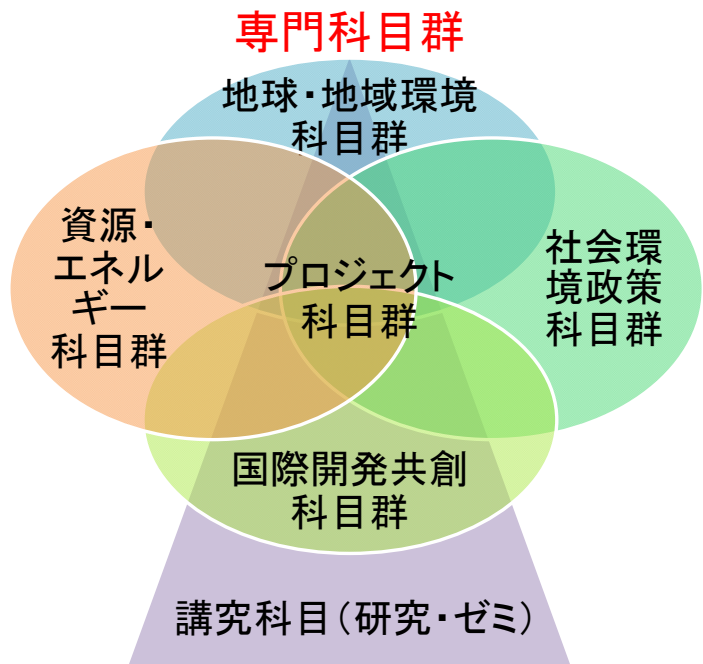 専門科目群
地球・地域環境
科目群
資源・
エネル
ギー
科目群
プロジェクト
科目群
社会環
境政策
科目群
国際開発共創
科目群
講究科目（研究・ゼミ）